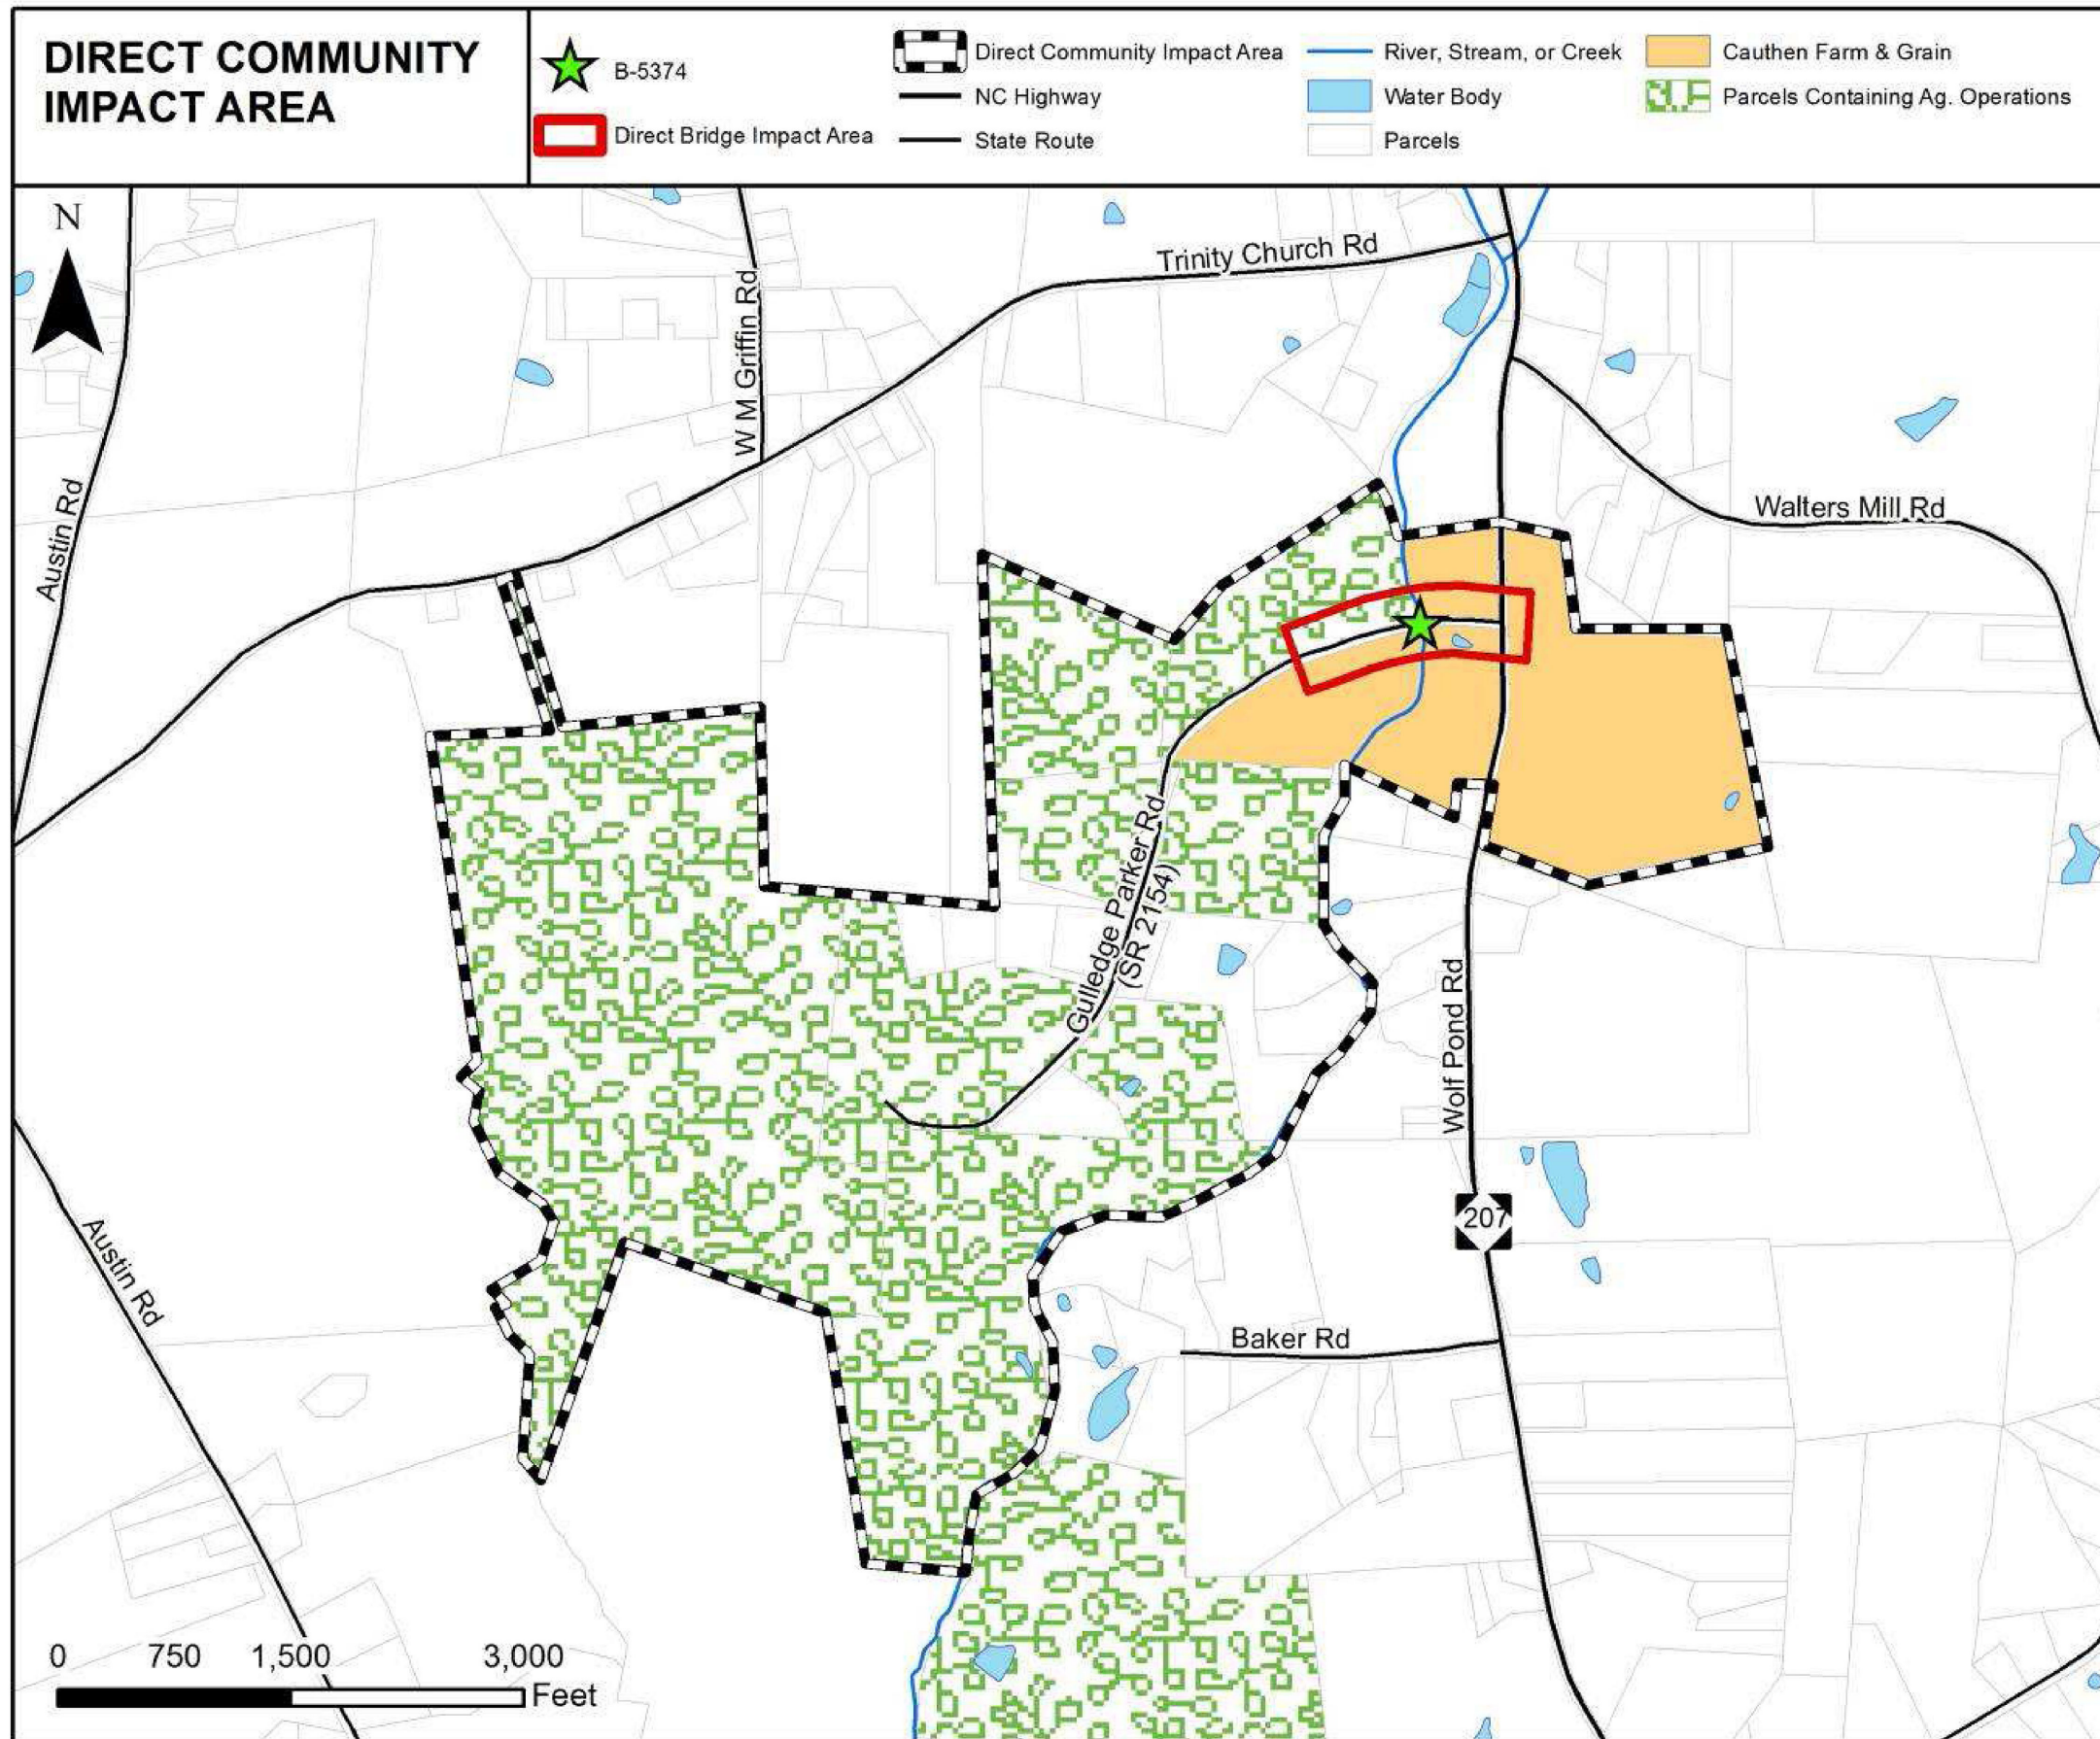 DIRECT COMMUNITY
IMPACT AREA
B-5374
Direct Bridge Impact Area
Direct Community Impact Area
NC Highway
State Route
River, Stream, or Creek
Water Body
Parcels
Cauthen Farm & Grain
Parcels Containing Ag. Operations
N
Trinity Church Rd
W M Griffin Rd
Austin Rd
Walters Mill Rd
Gulledge Parker Rd
(SR 2154)
Wolf Pond Rd
207
Austin Rd
Baker Rd
0 750 1,500 3,000
Feet